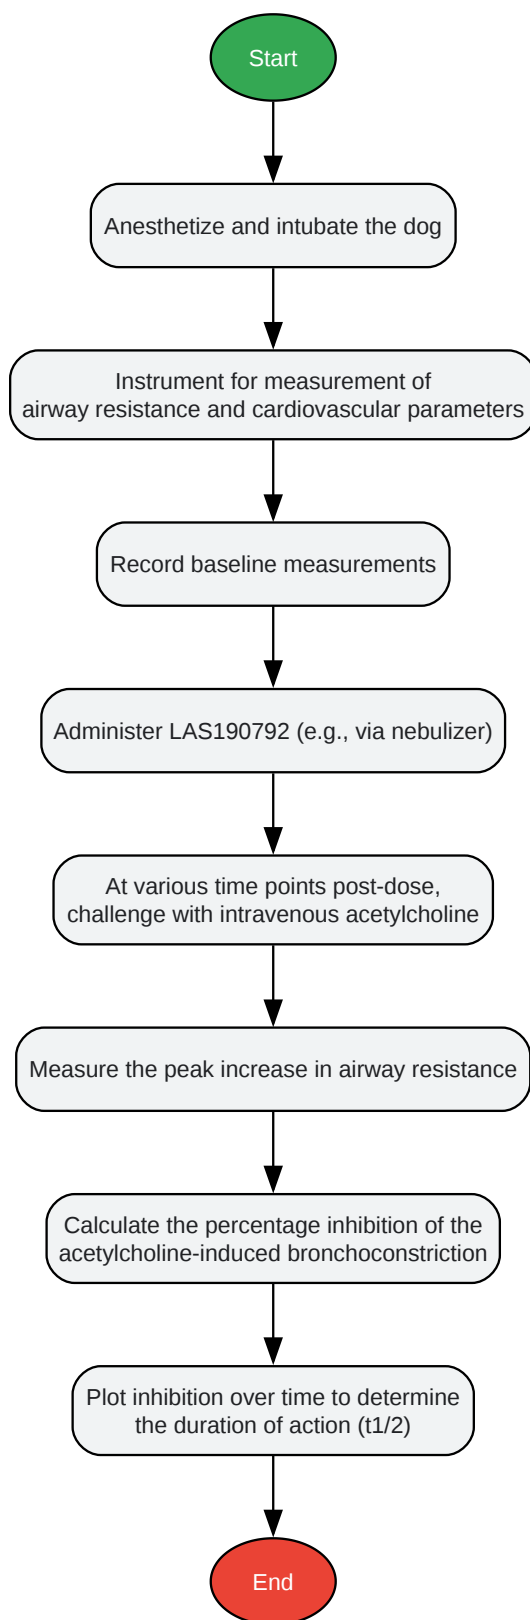 Start
Anesthetize and intubate the dog
Instrument for measurement of
airway resistance and cardiovascular parameters
Record baseline measurements
Administer LAS190792 (e.g., via nebulizer)
At various time points post-dose,
challenge with intravenous acetylcholine
Measure the peak increase in airway resistance
Calculate the percentage inhibition of the
acetylcholine-induced bronchoconstriction
Plot inhibition over time to determine
the duration of action (t1/2)
End